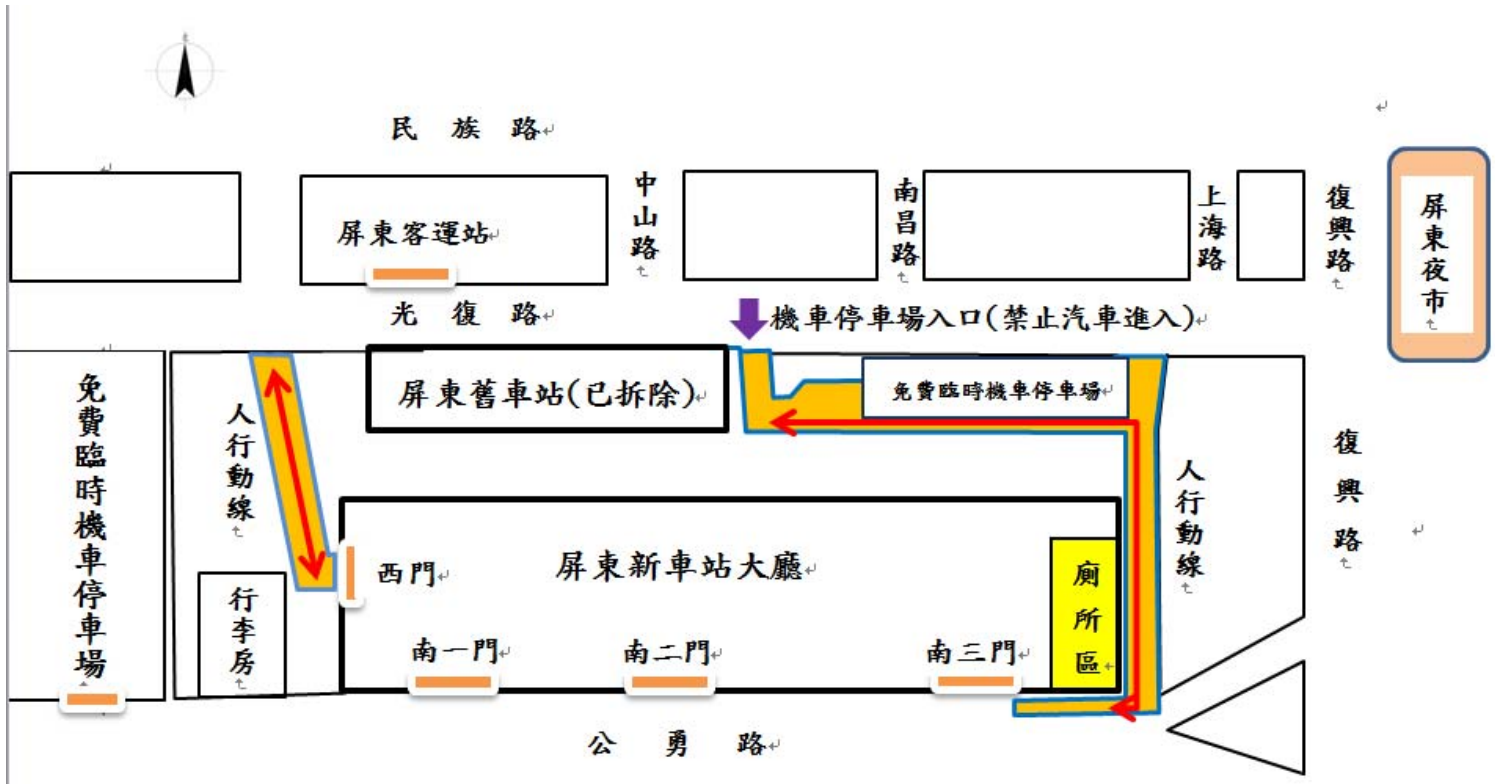 民 族 路
中山路
南昌路
上海路
復興路
屏東夜市
屏東客運站
光 復 路
機車停車場入口(禁止汽車進入)
免費臨時機車停車場
人行動線
屏東舊車站(已拆除)
免費臨時機車停車場
人行動線
復興路
行李房
西門
屏東新車站大廳
廁所區
南一門
南二門
南三門
公 勇 路